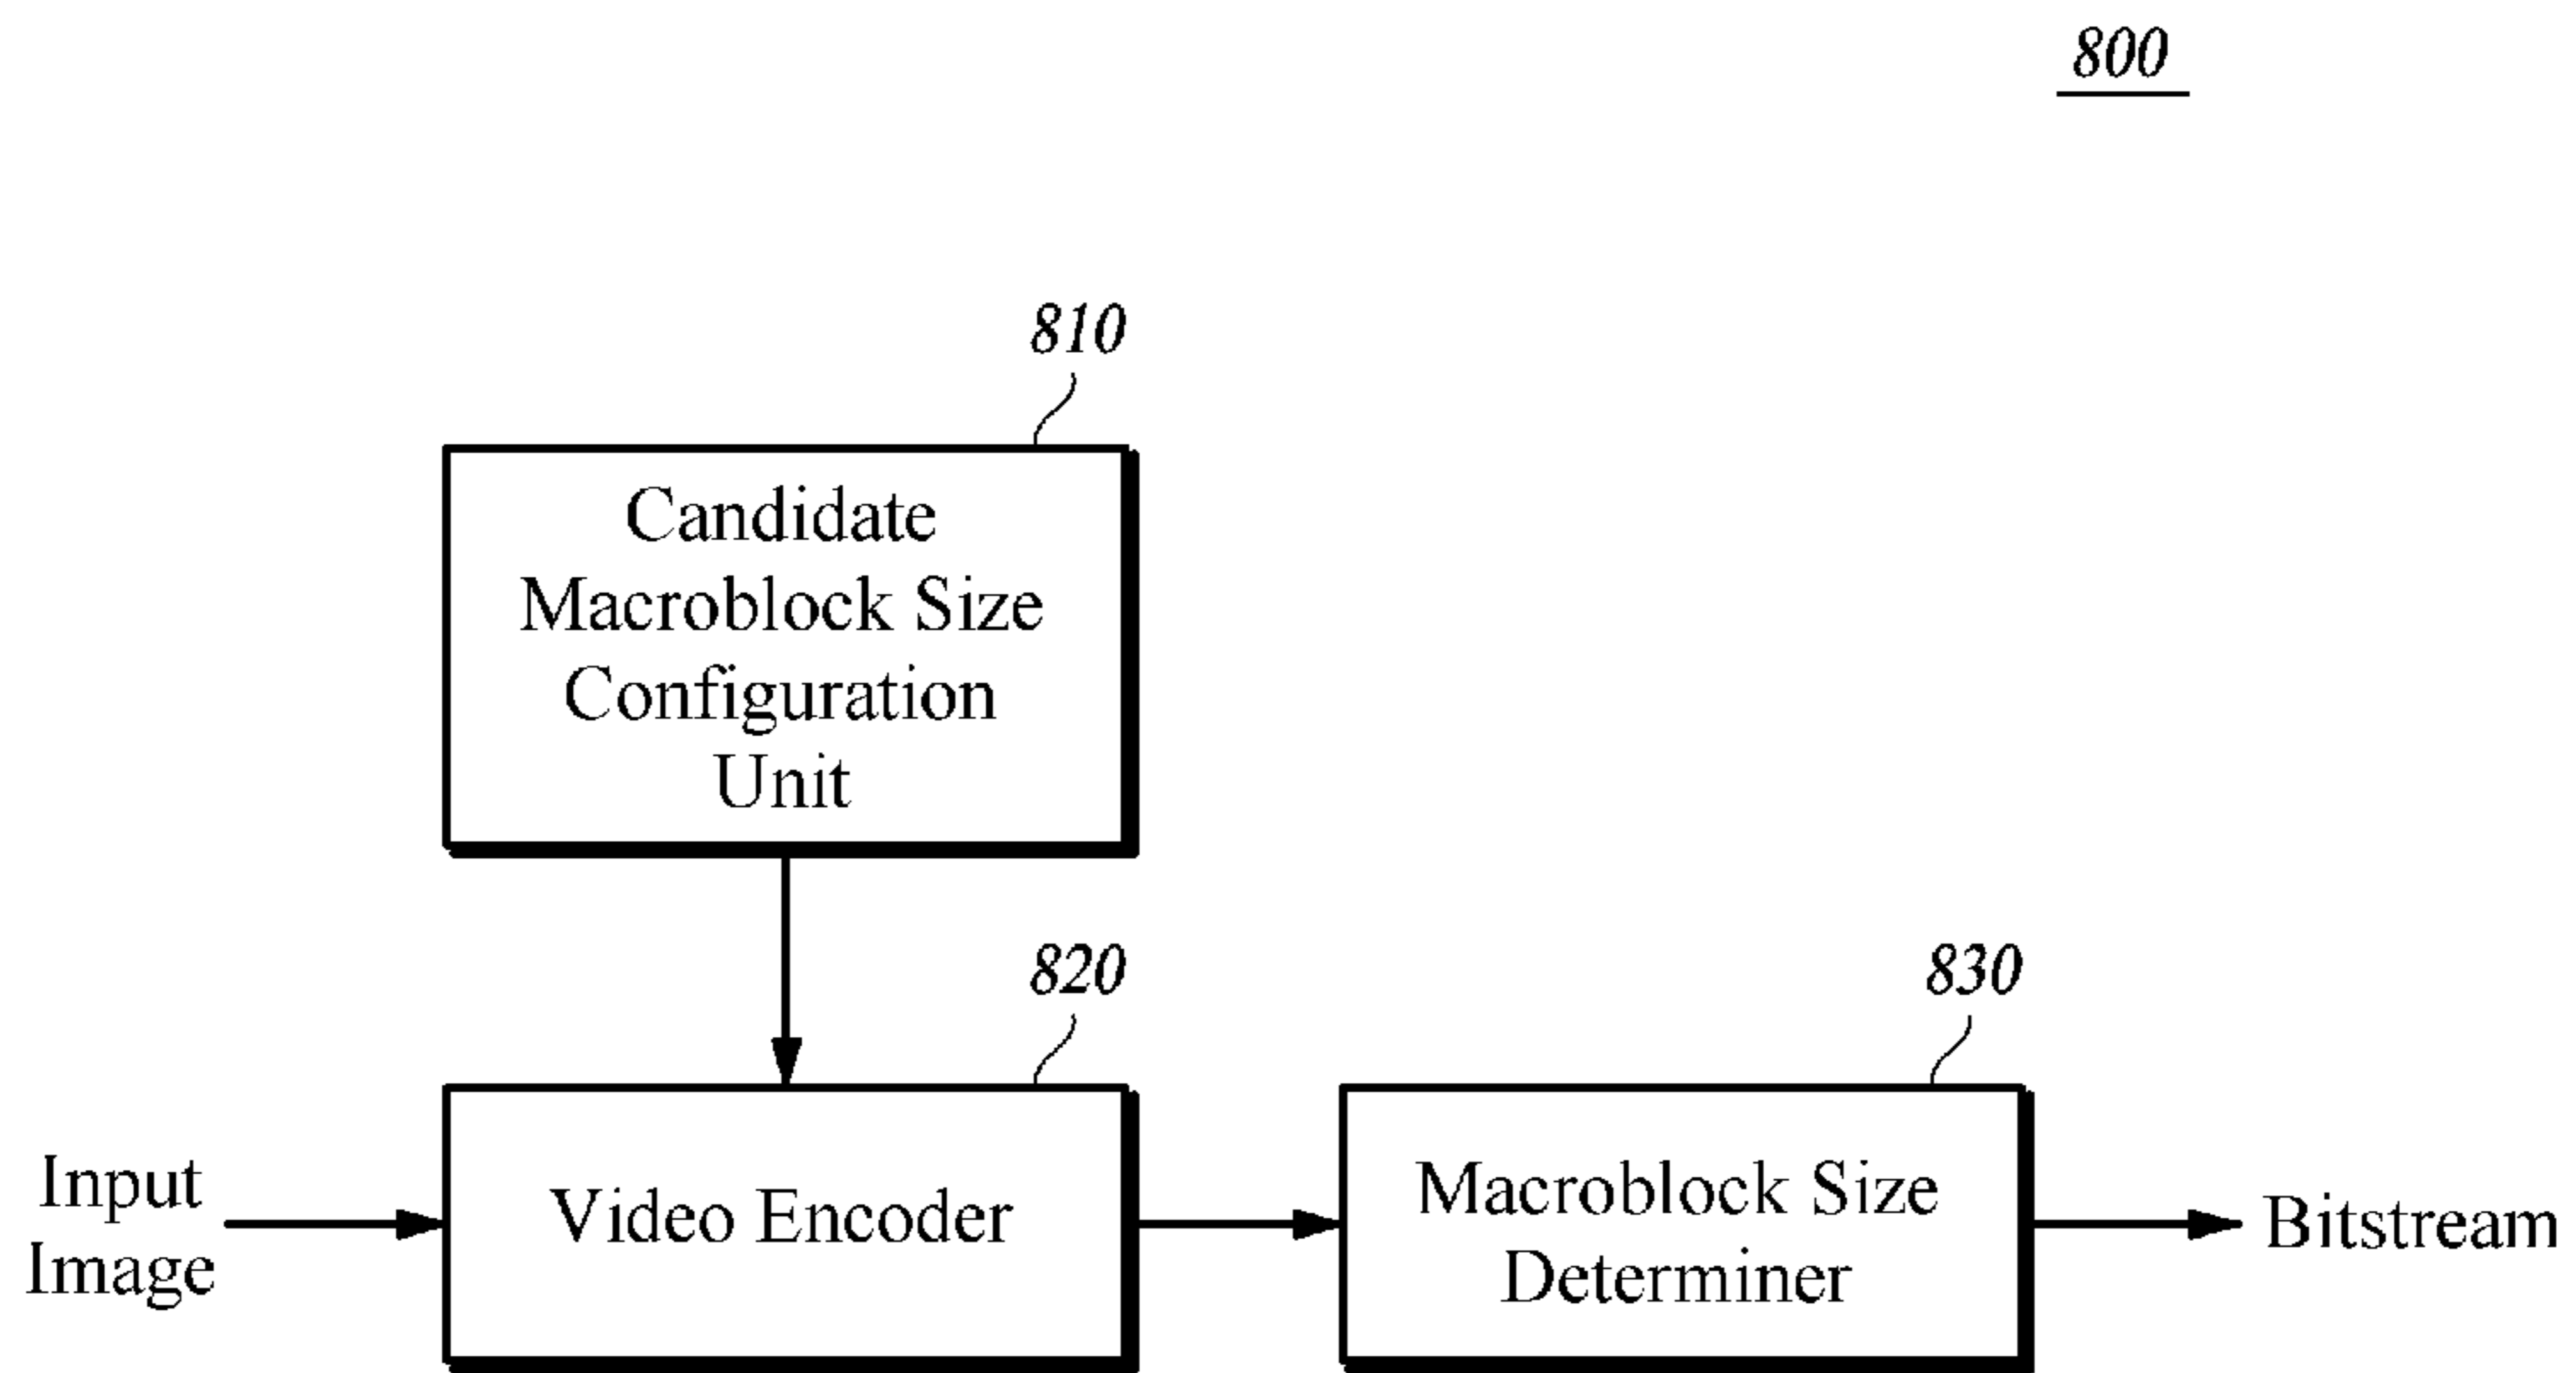 800
810
Candidate
Macroblock Size
Configuration
Unit
820
830
Input
Image
Video Encoder
Macroblock Size
Determiner
Bitstream